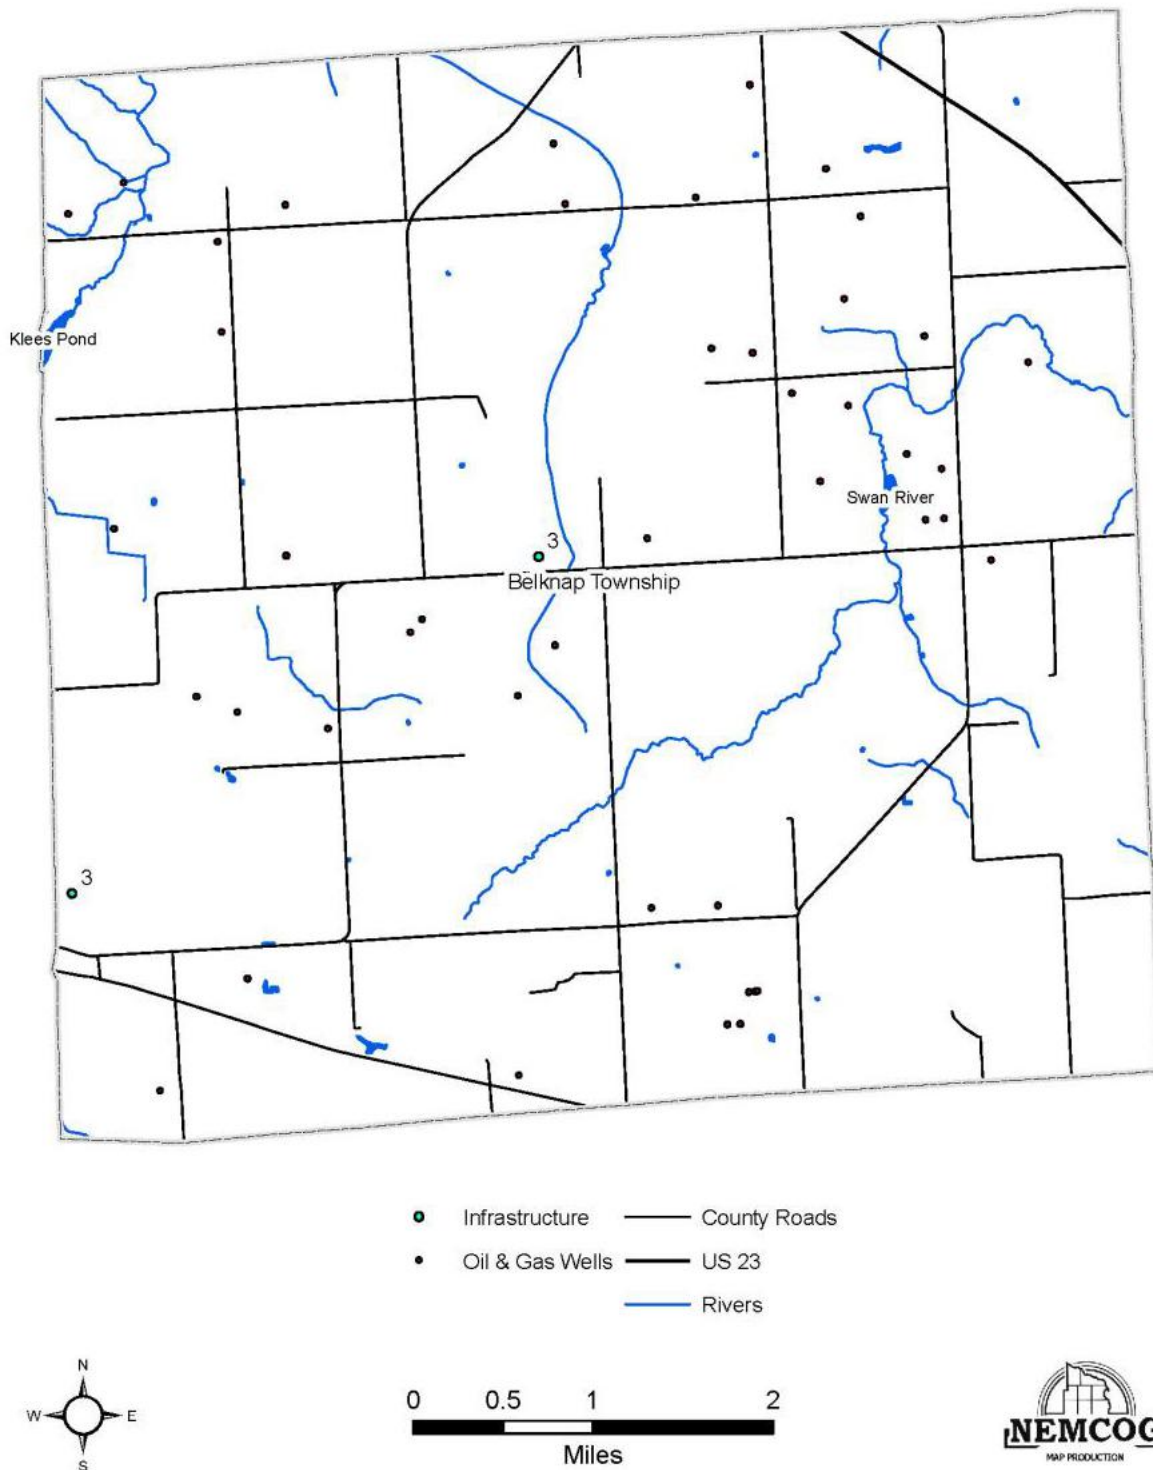 Klees Pond
Swan River
3
Belknap Township
3
Infrastructure County Roads
Oil & Gas Wells US 23
Rivers
N
W E
S
0 0.5 1 2
Miles
NEMCOG
MAP PRODUCTION